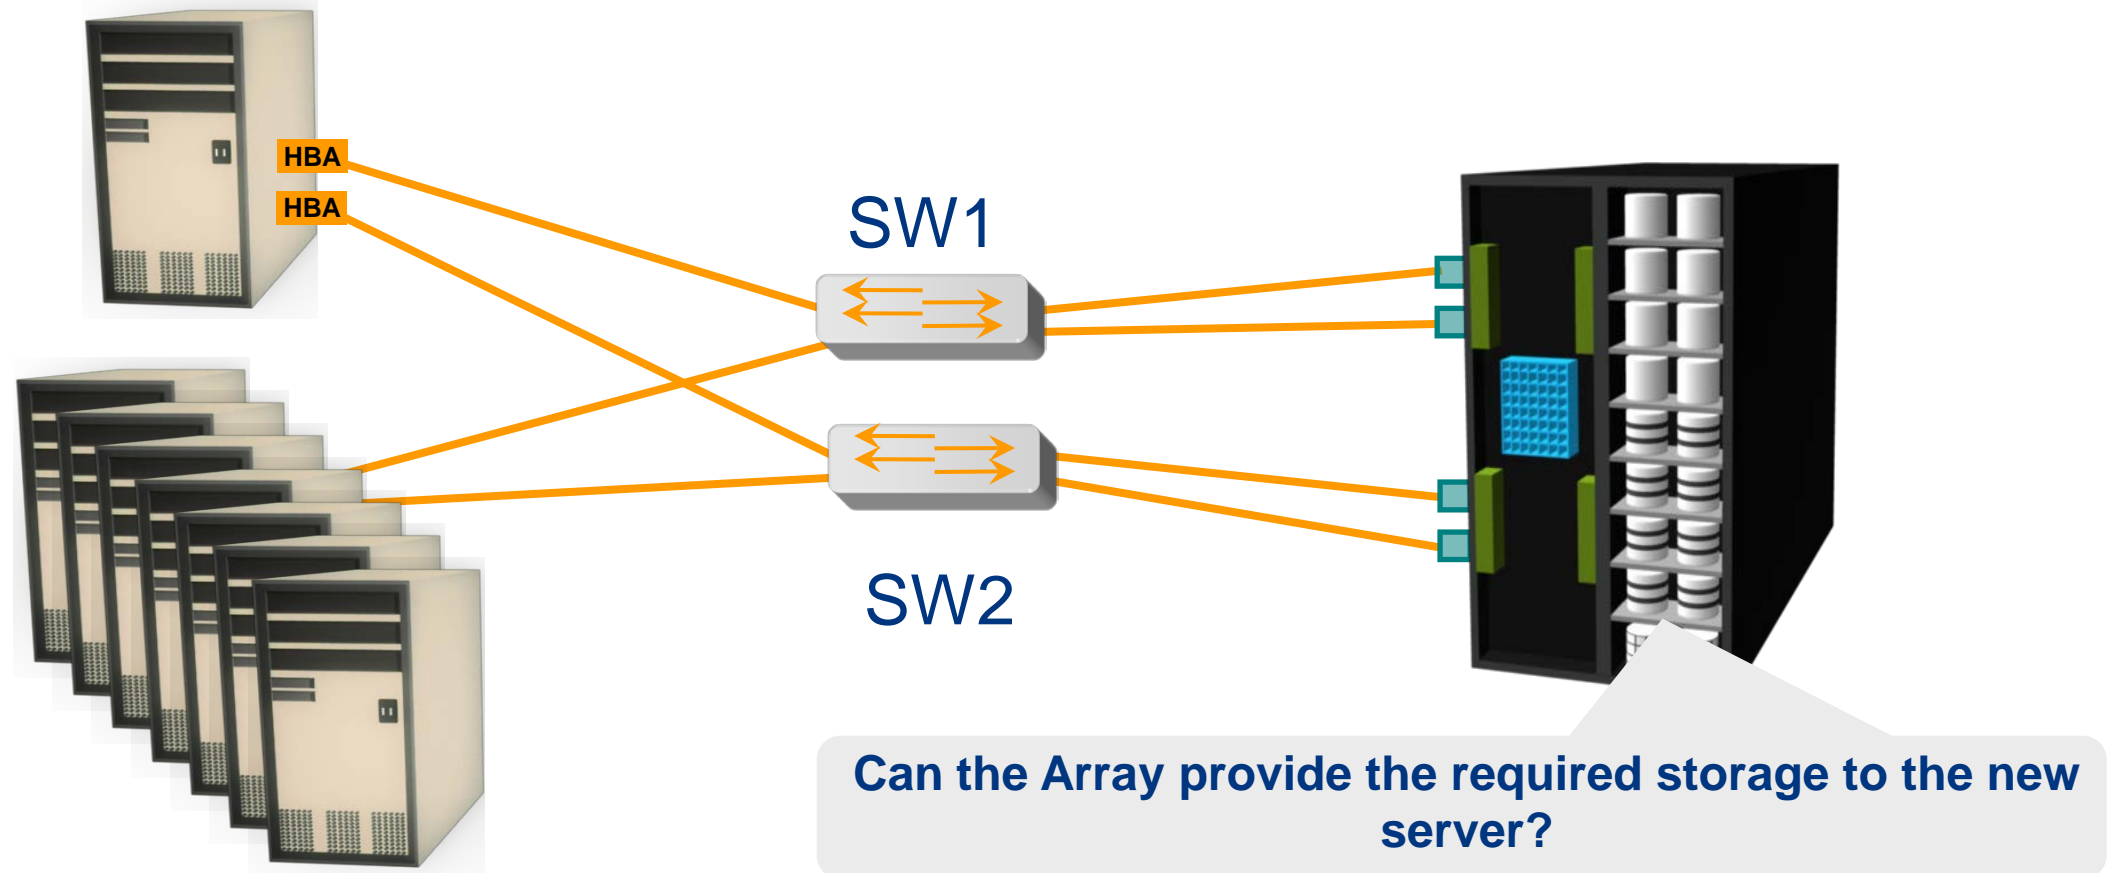 HBA
HBA
SW1
SW2
Can the Array provide the required storage to the new
server?